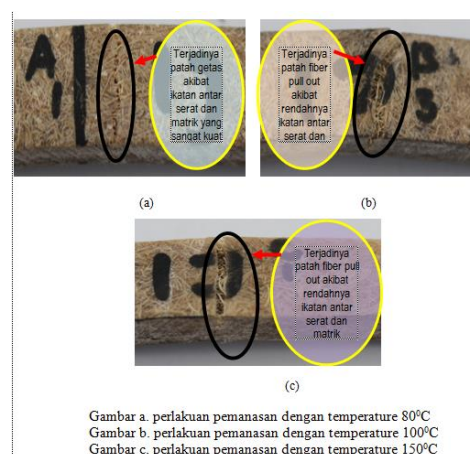 A
1
Terjadinya
patah getas
akibat
ikatan antar
serat dan
matrik yang
sangat kuat
Terjadinya
patah fiber
pull out
akibat
rendahnya
ikatan antar
serat dan
3
(a)
(b)
Terjadinya
patah fiber pull
out akibat
rendahnya
ikatan antar
serat dan
matrik
(c)
Gambar a. perlakuan pemanasan dengan temperature 80⁰C
Gambar b. perlakuan pemanasan dengan temperature 100⁰C
Gambar c. perlakuan pemanasan dengan temperature 150⁰C